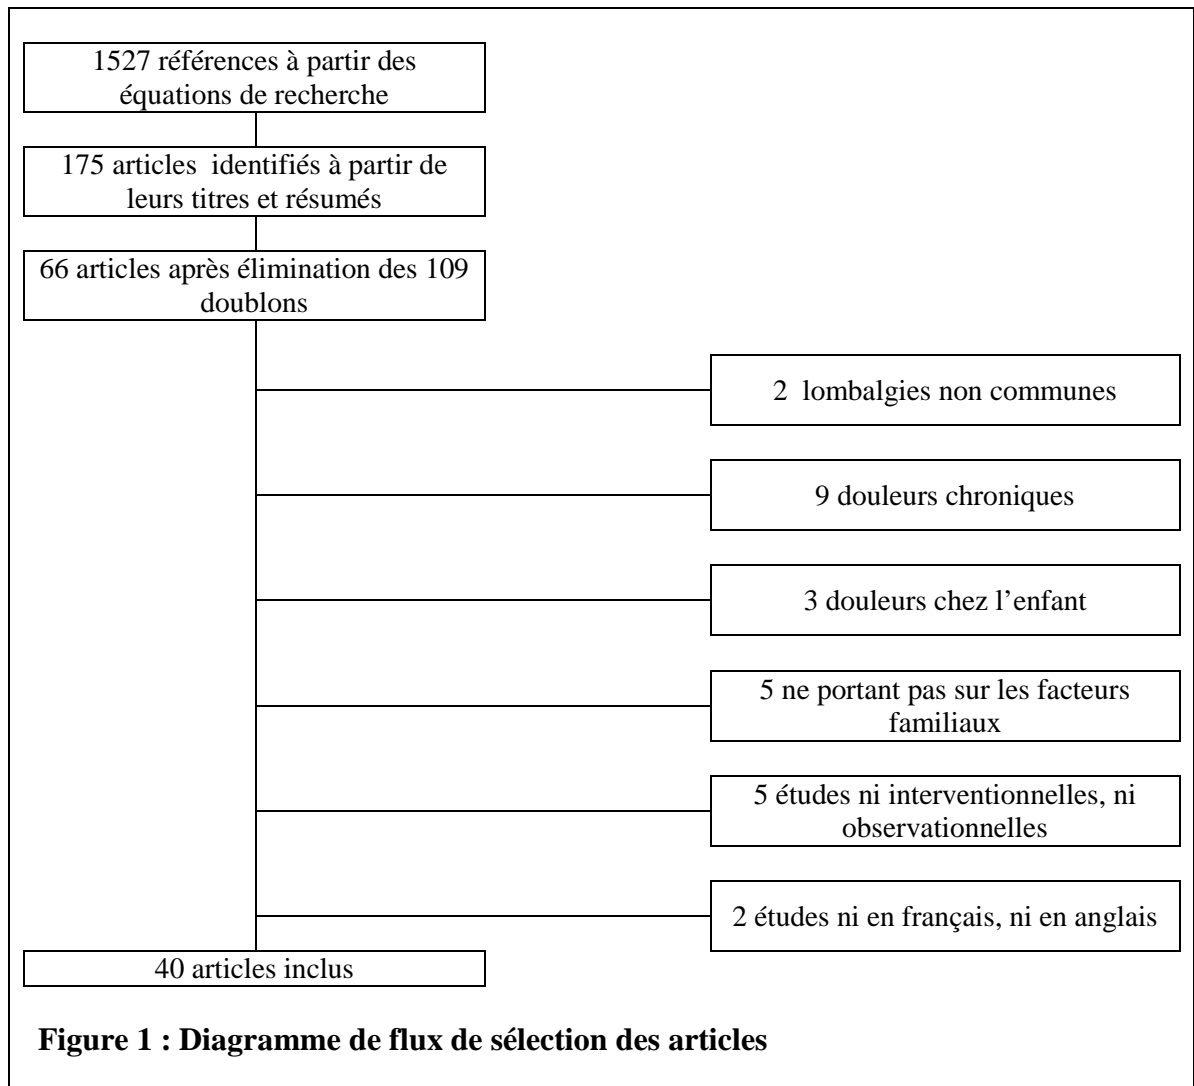 1527 références à partir des
équations de recherche
175 articles  identifiés à partir de
leurs titres et résumés
66 articles après élimination des 109
doublons
2  lombalgies non communes
9 douleurs chroniques
3 douleurs chez l’enfant
5 ne portant pas sur les facteurs
familiaux
5 études ni interventionnelles, ni
observationnelles
2 études ni en français, ni en anglais
40 articles inclus
Figure 1 : Diagramme de flux de sélection des articles